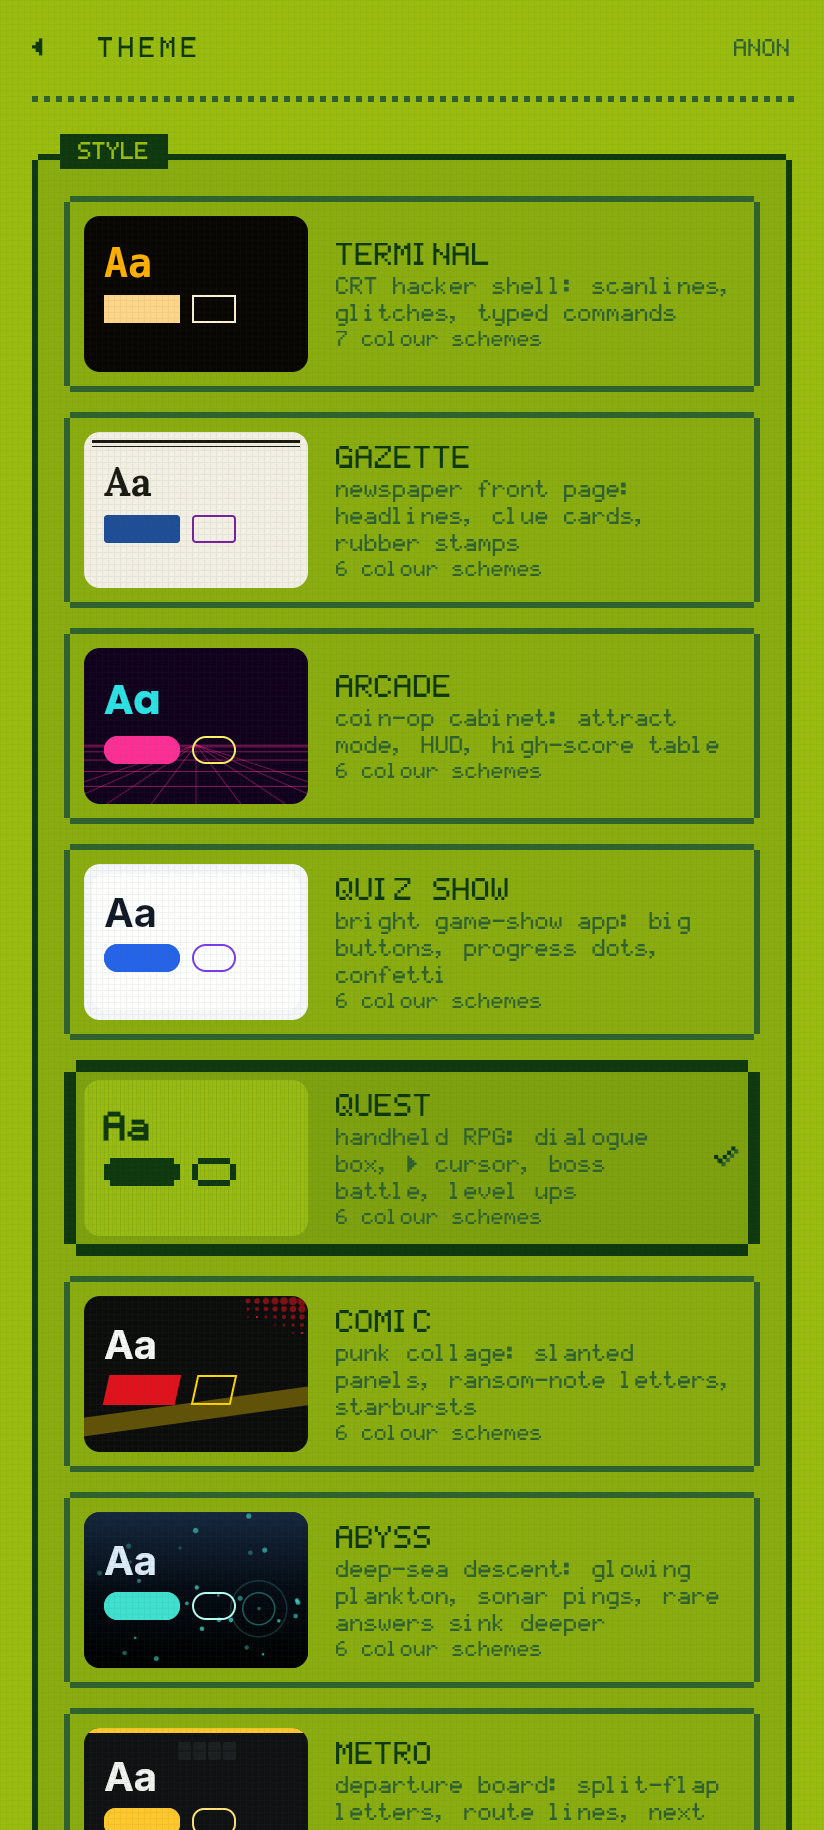 THEME
ANON
STYLE
Aa
TERMINAL
CRT hacker shell: scanlines,
glitches, typed commands
7 colour schemes
Aa
GAZETTE
newspaper front page:
headlines, clue cards,
rubber stamps
6 colour schemes
Aa
ARCADE
coin-op cabinet: attract
mode, HUD, high-score table
6 colour schemes
Aa
QUIZ SHOW
bright game-show app: big
buttons, progress dots,
confetti
6 colour schemes
Aa
QUEST
handheld RPG: dialogue
box, ▶ cursor, boss
battle, level ups
6 colour schemes
Aa
COMIC
punk collage: slanted
panels, ransom-note letters,
starbursts
6 colour schemes
Aa
ABYSS
deep-sea descent: glowing
plankton, sonar pings, rare
answers sink deeper
6 colour schemes
Aa
METRO
departure board: split-flap
letters, route lines, next